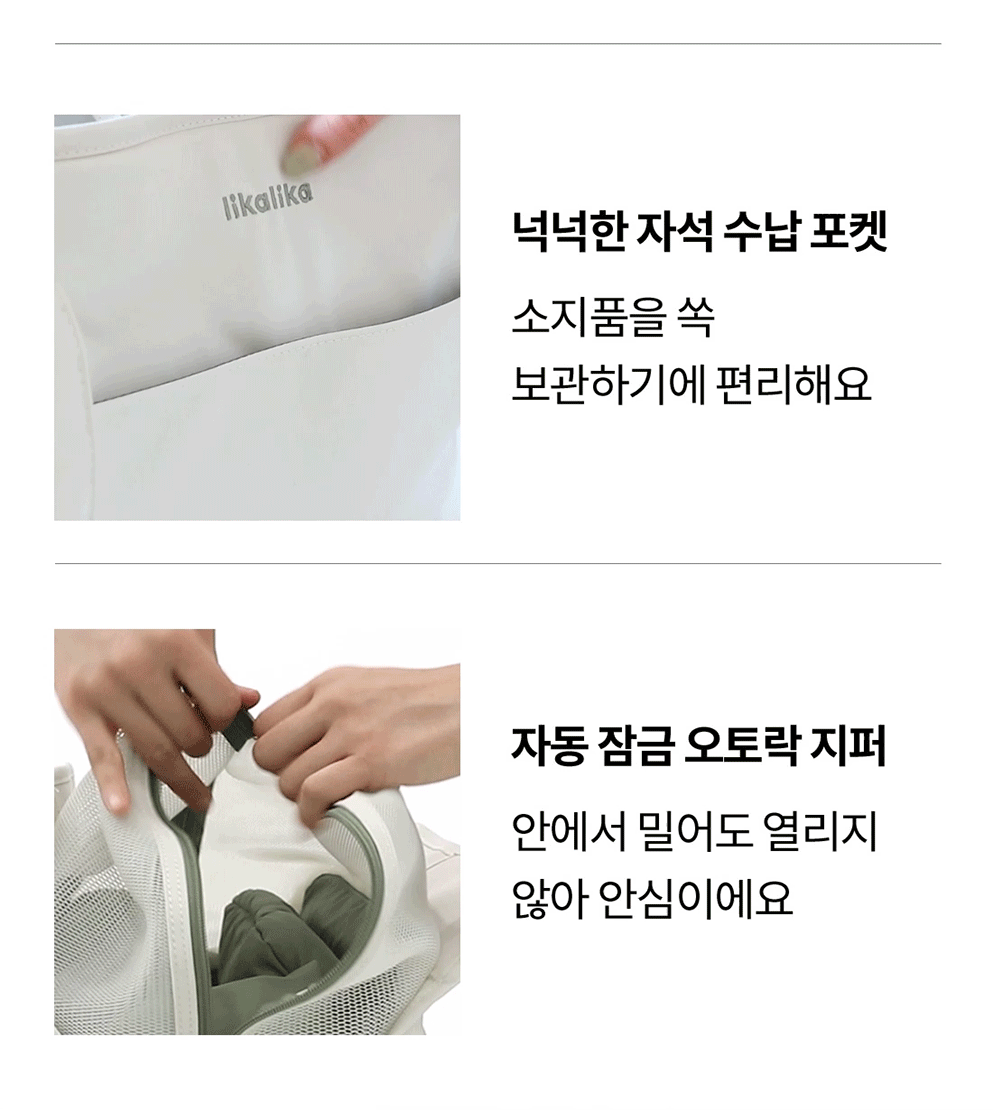 likalika
넉넉한 자석 수납 포켓
소지품을 쏙
보관하기에 편리해요
자동 잠금 오토락 지퍼
안에서 밀어도 열리지
않아 안심이에요